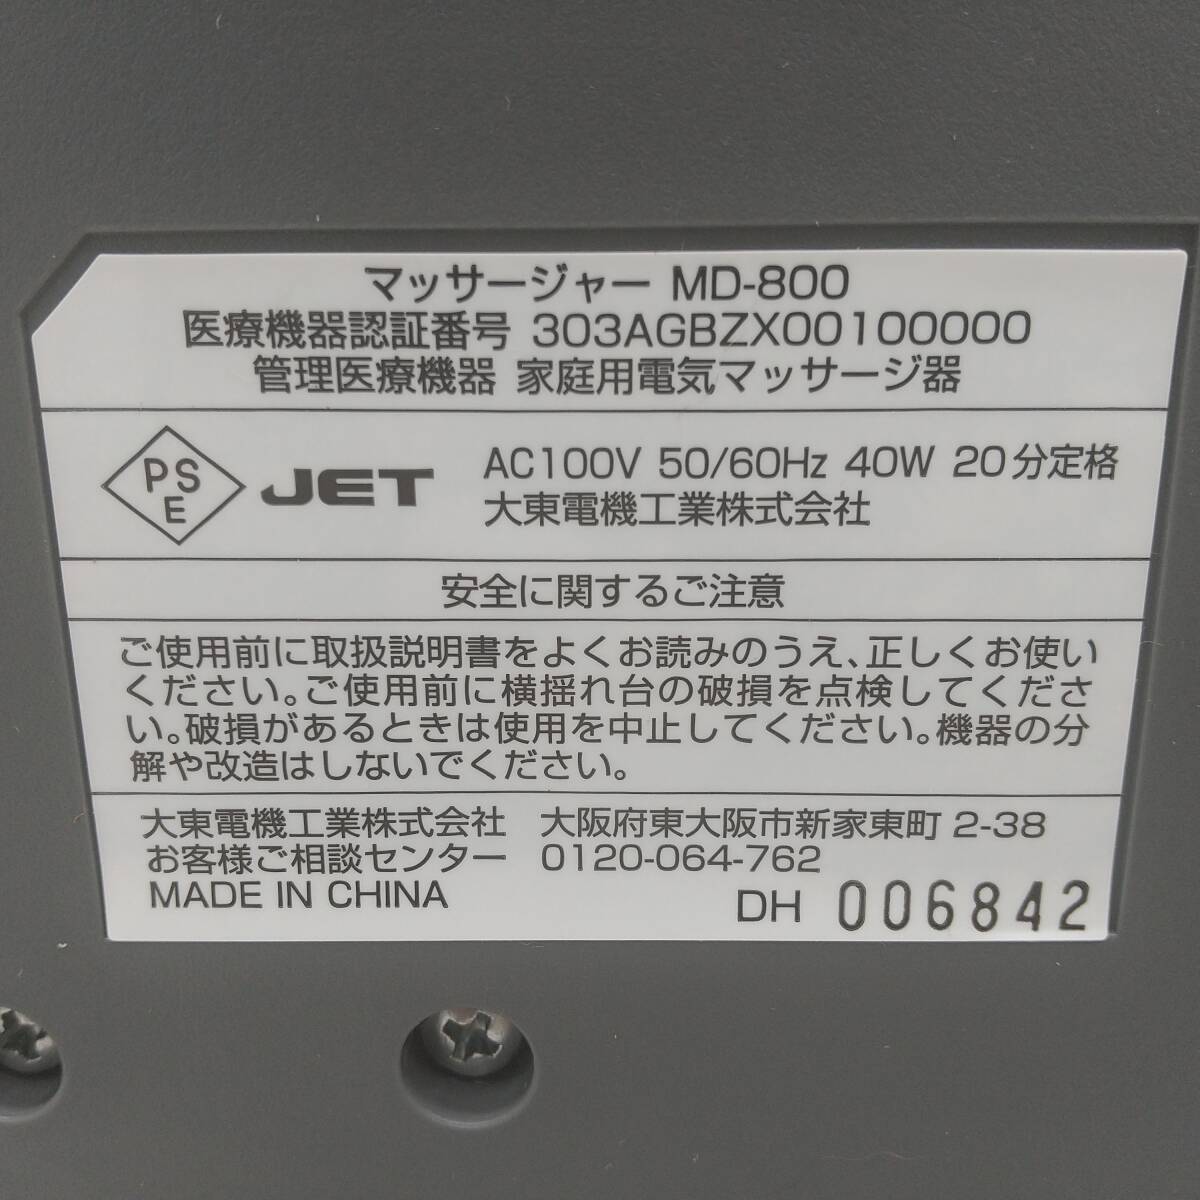 マッサージャー MD-800
医療機器認証番号 303AGBZX00100000
管理医療機器 家庭用電気マッサージ器
PS
E
JET
AC100V 50/60Hz 40W 20分定格
大東電機工業株式会社
安全に関するご注意
ご使用前に取扱説明書をよくお読みのうえ、正しくお使い
ください。ご使用前に横揺れ台の破損を点検してくださ
い。破損があるときは使用を中止してください。機器の分
解や改造はしないでください。
大東電機工業株式会社 大阪府東大阪市新家東町 2-38
お客様ご相談センター 0120-064-762
MADE IN CHINA
DH 006842